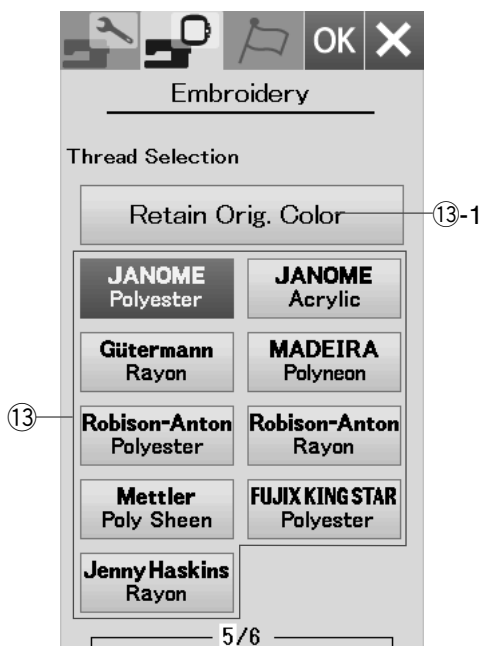 OK
Embroidery
Thread Selection
Retain Orig. Color
⑬-1
JANOME
Polyester
JANOME
Acrylic
Gütermann
Rayon
MADEIRA
Polyneon
⑬
Robison-Anton
Polyester
Robison-Anton
Rayon
Mettler
Poly Sheen
FUJIX KING STAR
Polyester
Jenny Haskins
Rayon
5/6